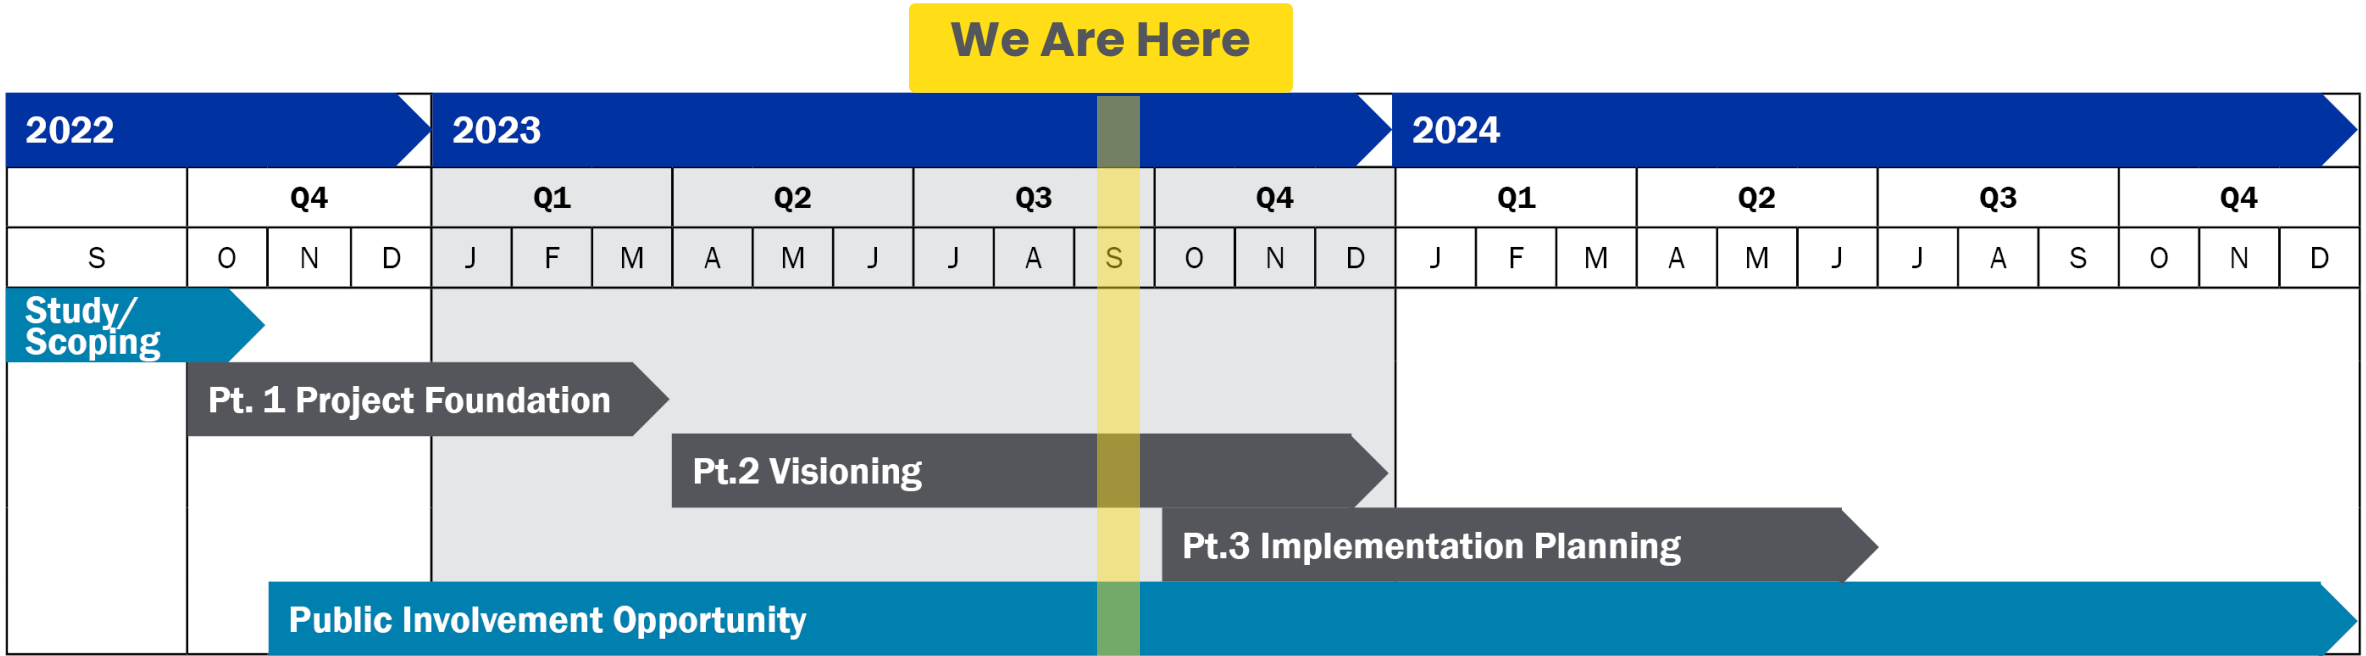 We Are Here
2022 2023 2024
Q4 Q1 Q2 Q3 Q4 Q1 Q2 Q3 Q4
S O N D J F M A M J J A S O N D J F M A M J J A S O N D
Study/
Scoping
Pt. 1 Project Foundation
Pt.2 Visioning
Pt.3 Implementation Planning
Public Involvement Opportunity